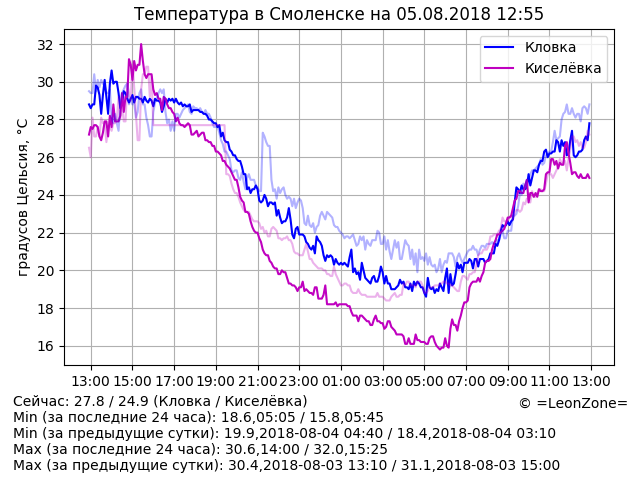 Температура в Смоленске на 05.08.2018 12:55
градусов Цельсия, °C
32
30
28
26
24
22
20
18
16
Кловка
Киселёвка
13:00 15:00 17:00 19:00 21:00 23:00 01:00 03:00 05:00 07:00 09:00 11:00 13:00
Сейчас: 27.8 / 24.9 (Кловка / Киселёвка)
© =LeonZone=
Min (за последние 24 часа): 18.6,05:05 / 15.8,05:45
Min (за предыдущие сутки): 19.9,2018-08-04 04:40 / 18.4,2018-08-04 03:10
Max (за последние 24 часа): 30.6,14:00 / 32.0,15:25
Max (за предыдущие сутки): 30.4,2018-08-03 13:10 / 31.1,2018-08-03 15:00